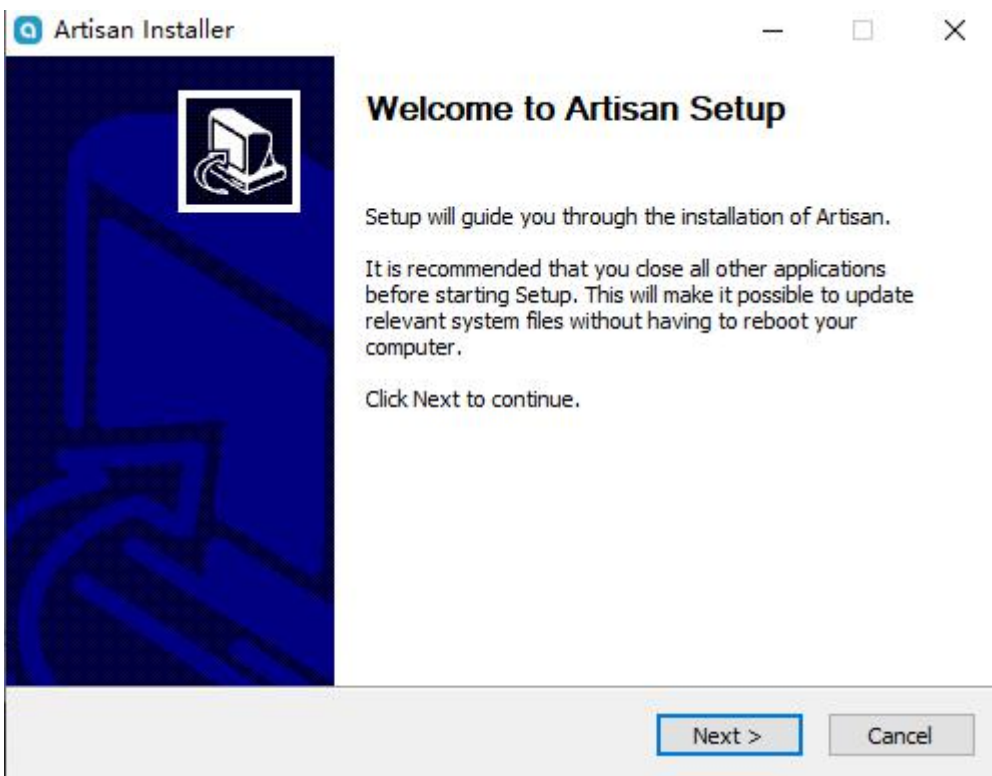 Artisan Installer
Welcome to Artisan Setup
Setup will guide you through the installation of Artisan.
It is recommended that you close all other applications
before starting Setup. This will make it possible to update
relevant system files without having to reboot your
computer.
Click Next to continue.
Next >
Cancel